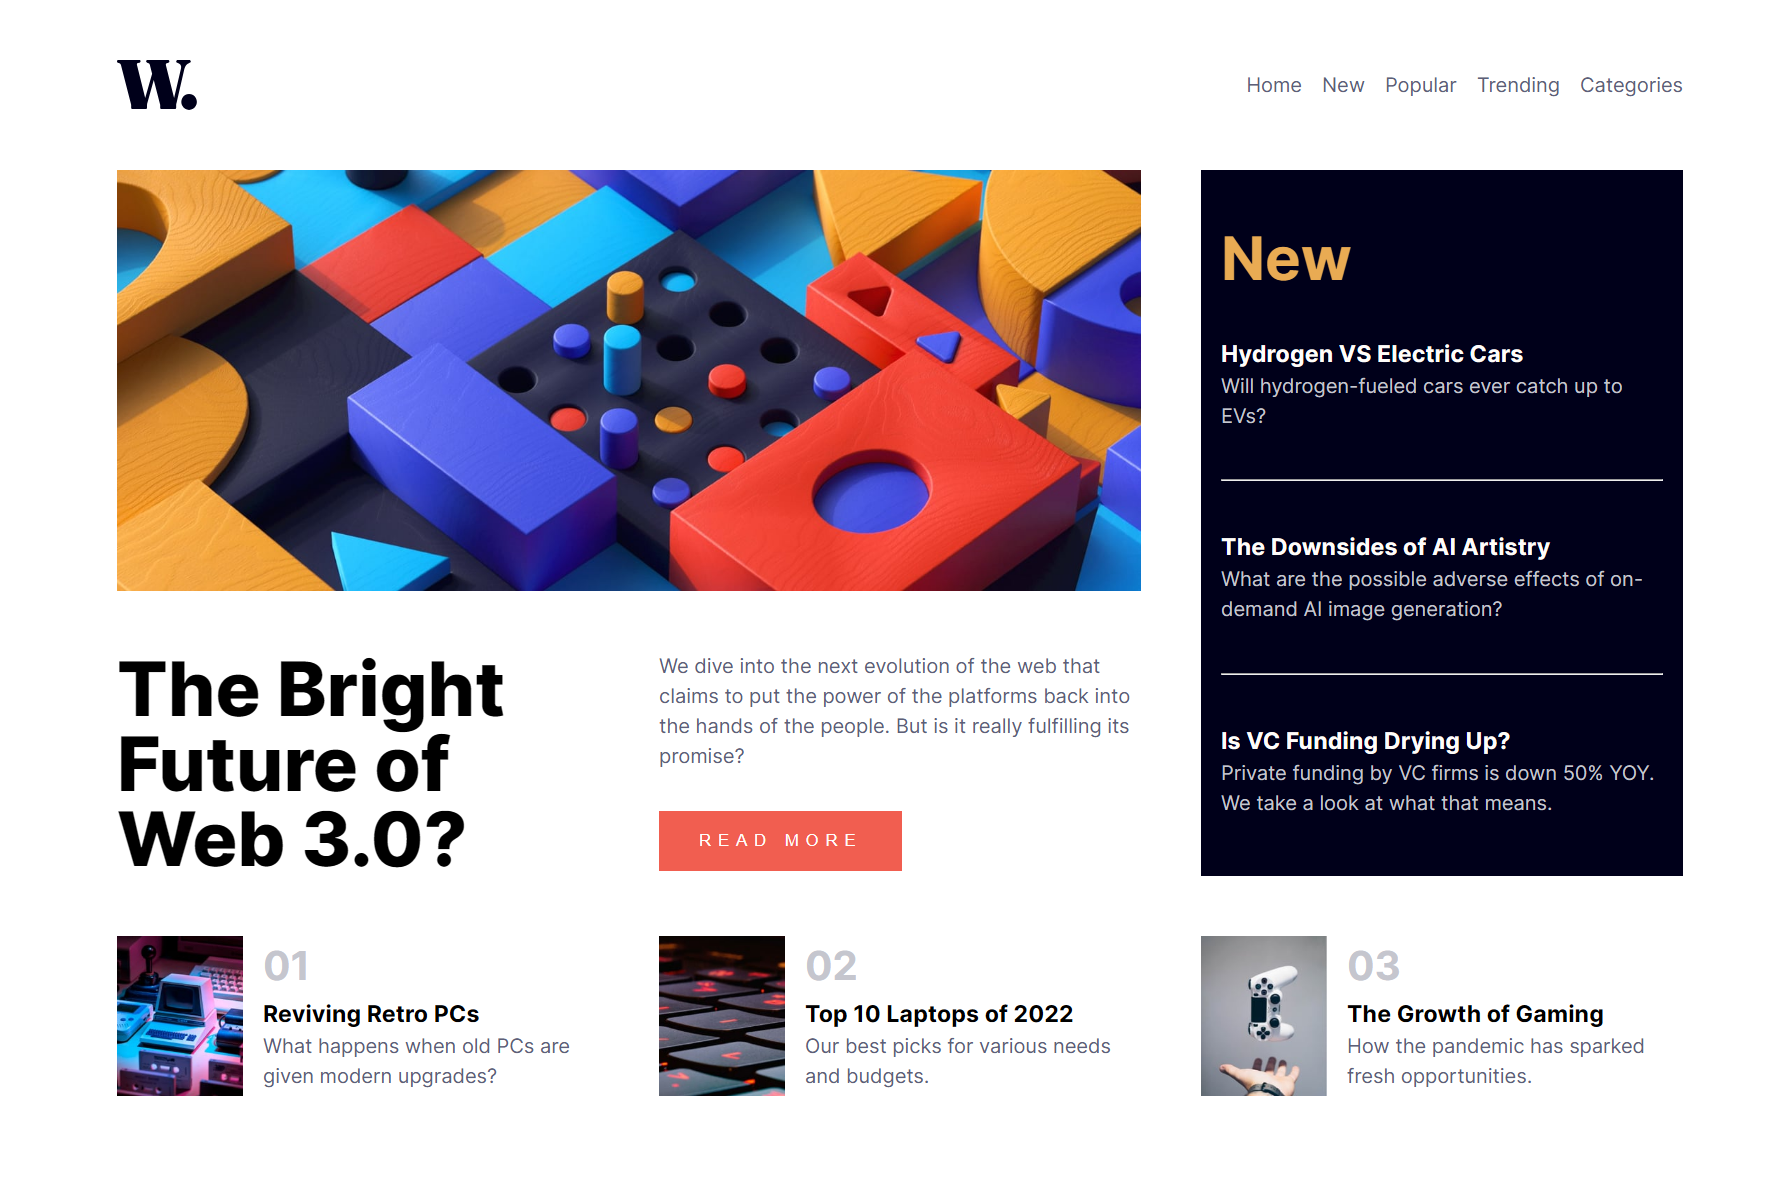 W.
Home New Popular Trending Categories
New
Hydrogen VS Electric Cars
Will hydrogen-fueled cars ever catch up to
EVs?
The Downsides of AI Artistry
What are the possible adverse effects of on-
demand AI image generation?
Is VC Funding Drying Up?
Private funding by VC firms is down 50% YOY.
We take a look at what that means.
The Bright
Future of
Web 3.0?
We dive into the next evolution of the web that
claims to put the power of the platforms back into
the hands of the people. But is it really fulfilling its
promise?
READ MORE
01
Reviving Retro PCs
What happens when old PCs are
given modern upgrades?
02
Top 10 Laptops of 2022
Our best picks for various needs
and budgets.
03
The Growth of Gaming
How the pandemic has sparked
fresh opportunities.